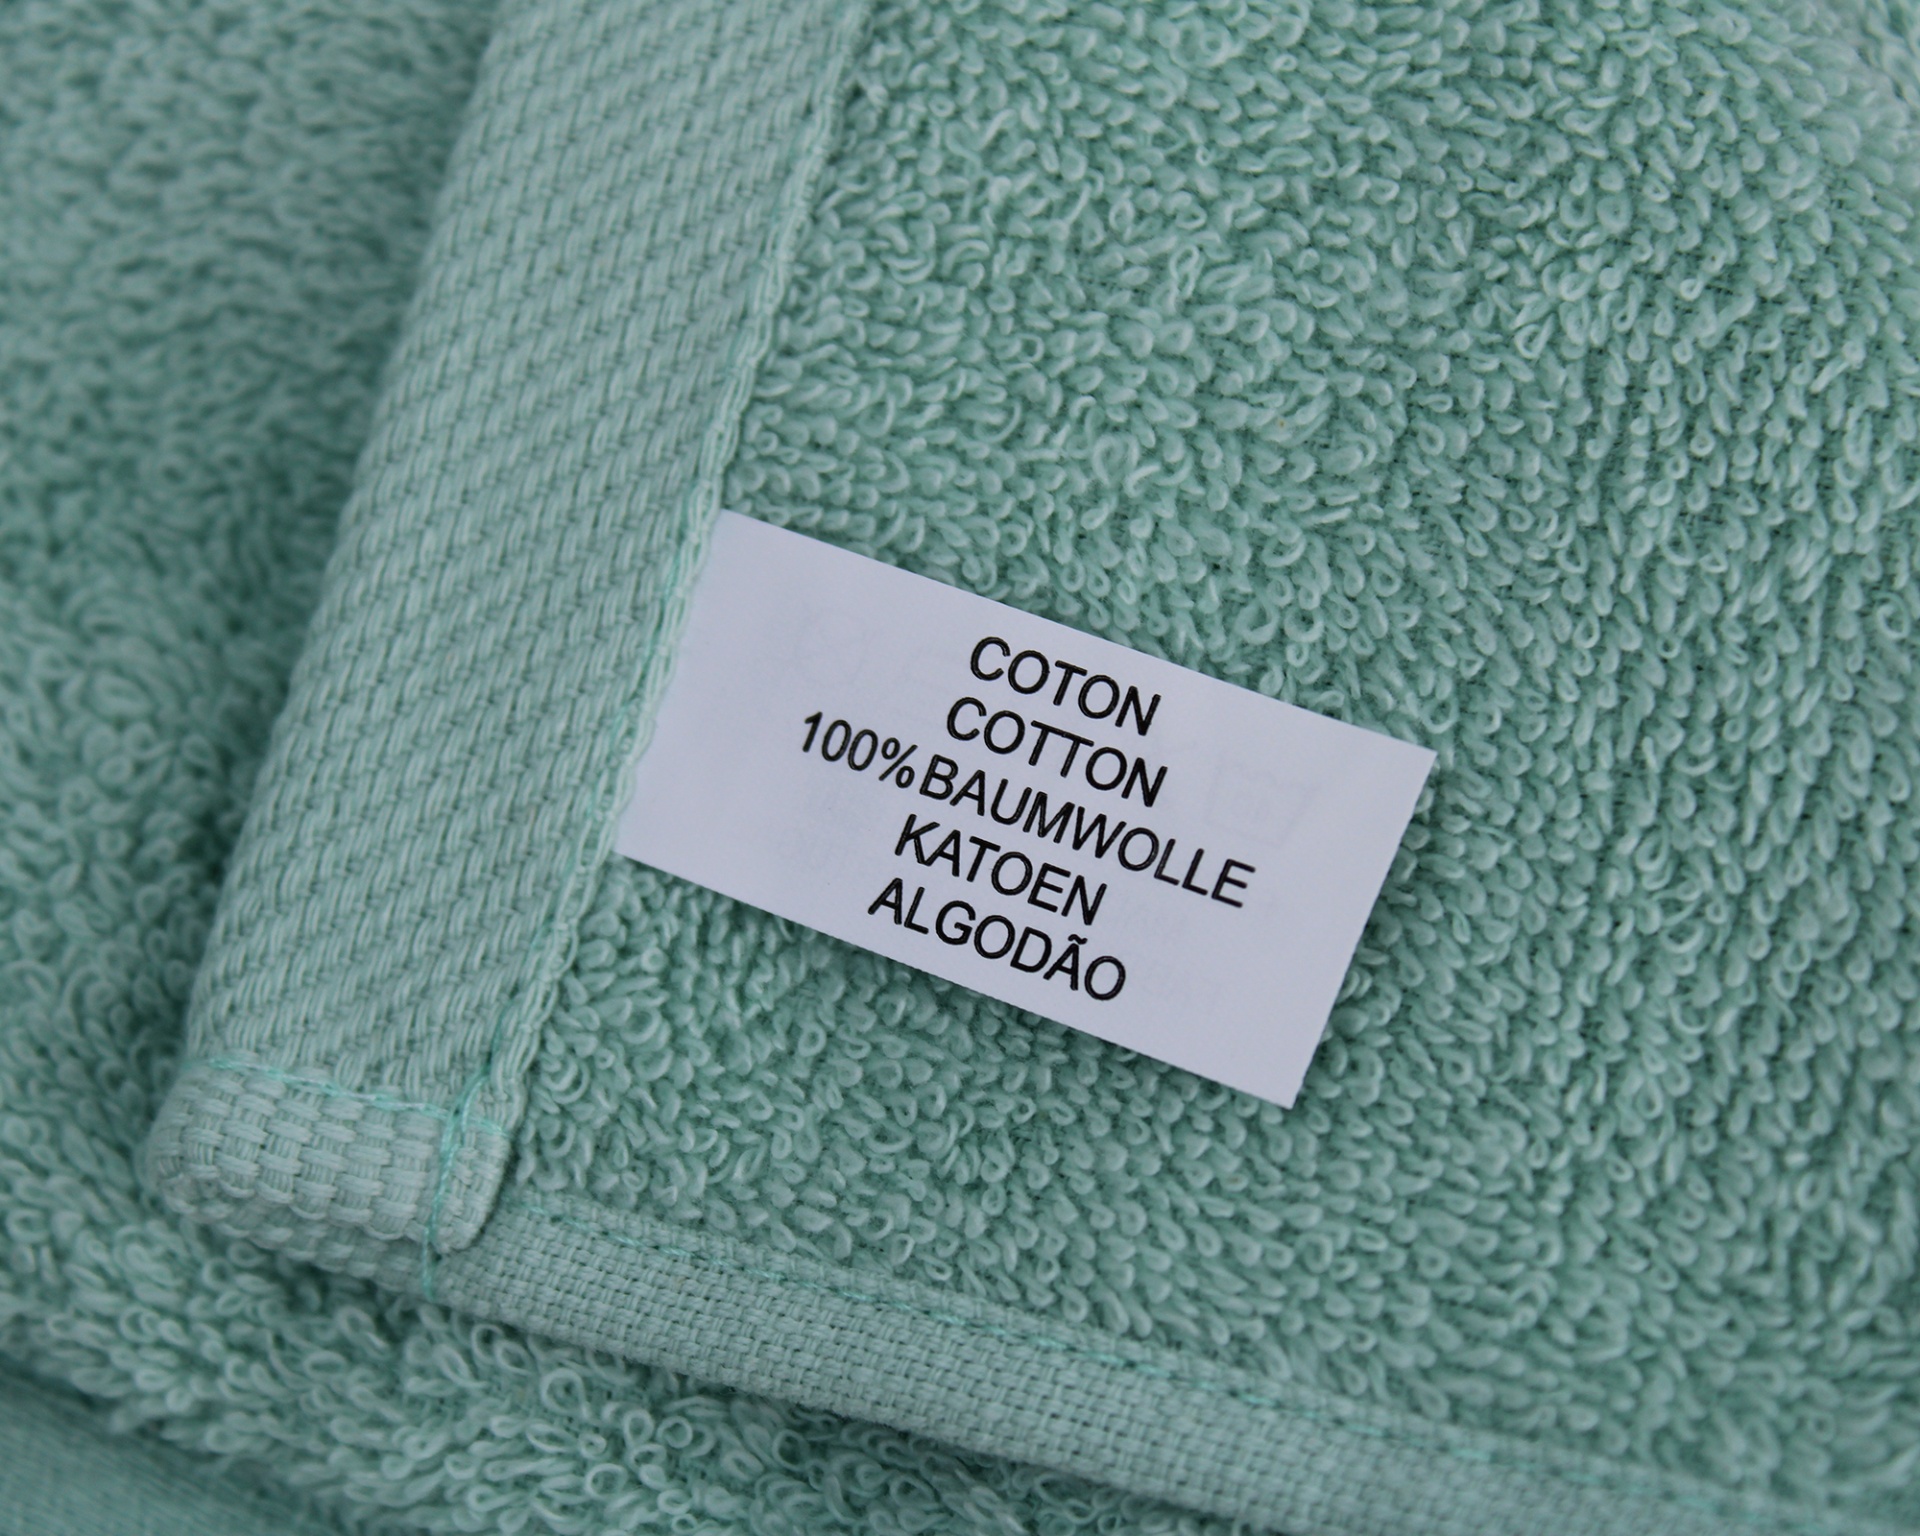 COTON
COTTON
100% BAUMWOLLE
KATOEN
ALGODÃO